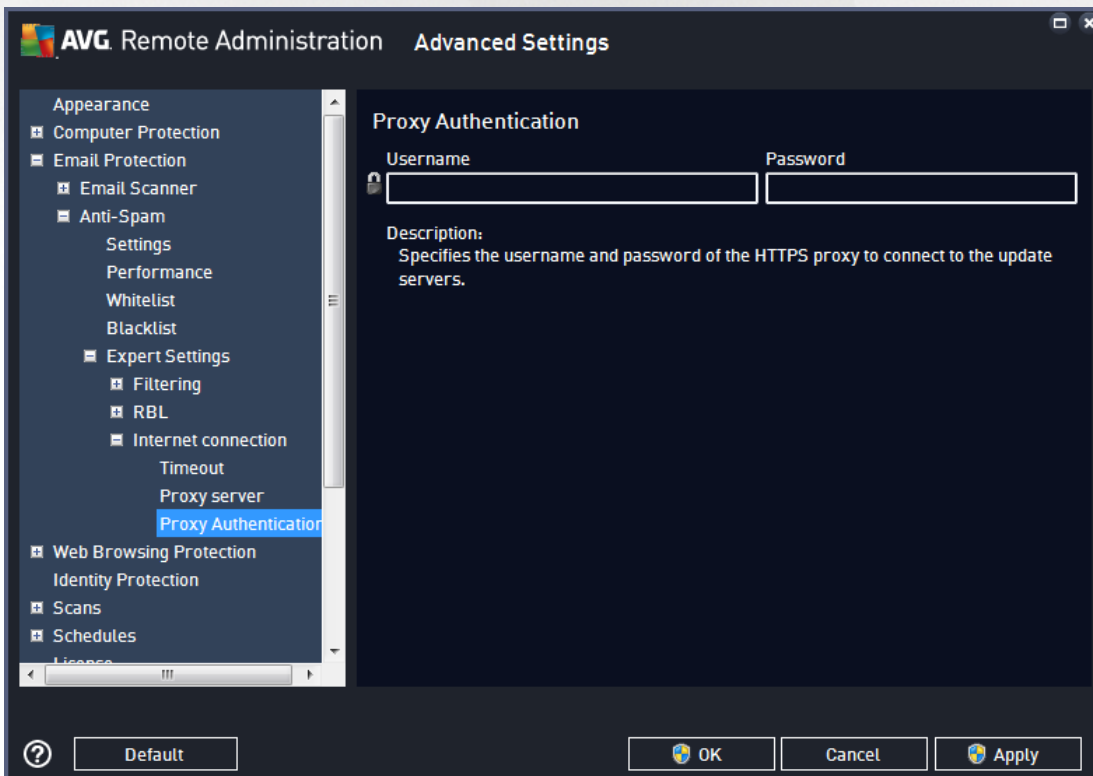 AVG. Remote Administration Advanced Settings
Appearance
Computer Protection
Email Protection
Email Scanner
Anti-Spam
Settings
Performance
Whitelist
Blacklist
Expert Settings
Filtering
RBL
Internet connection
Timeout
Proxy server
Proxy Authentication
Web Browsing Protection
Identity Protection
Scans
Schedules
License
Proxy Authentication
Username Password
Description:
Specifies the username and password of the HTTPS proxy to connect to the update
servers.
Default
OK
Cancel
Apply